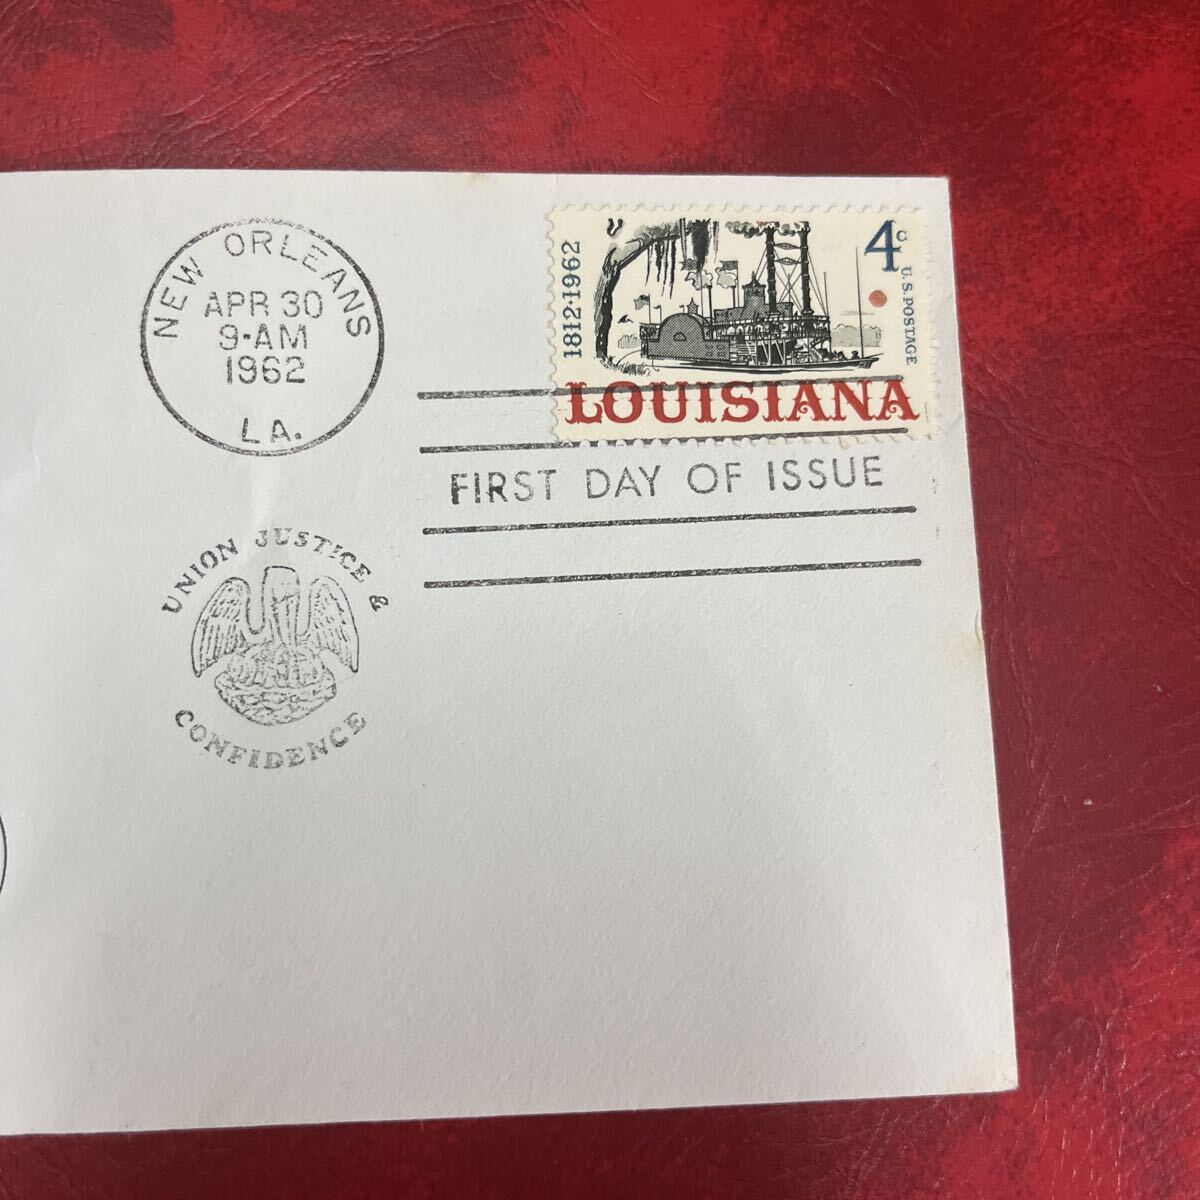 NEW ORLEANS
APR 30
9-AM
1962
LA.
UNION JUSTICE &
CONFIDENCE
1812·1962
4c
U.S. POSTAGE
LOUISIANA
FIRST DAY OF ISSUE